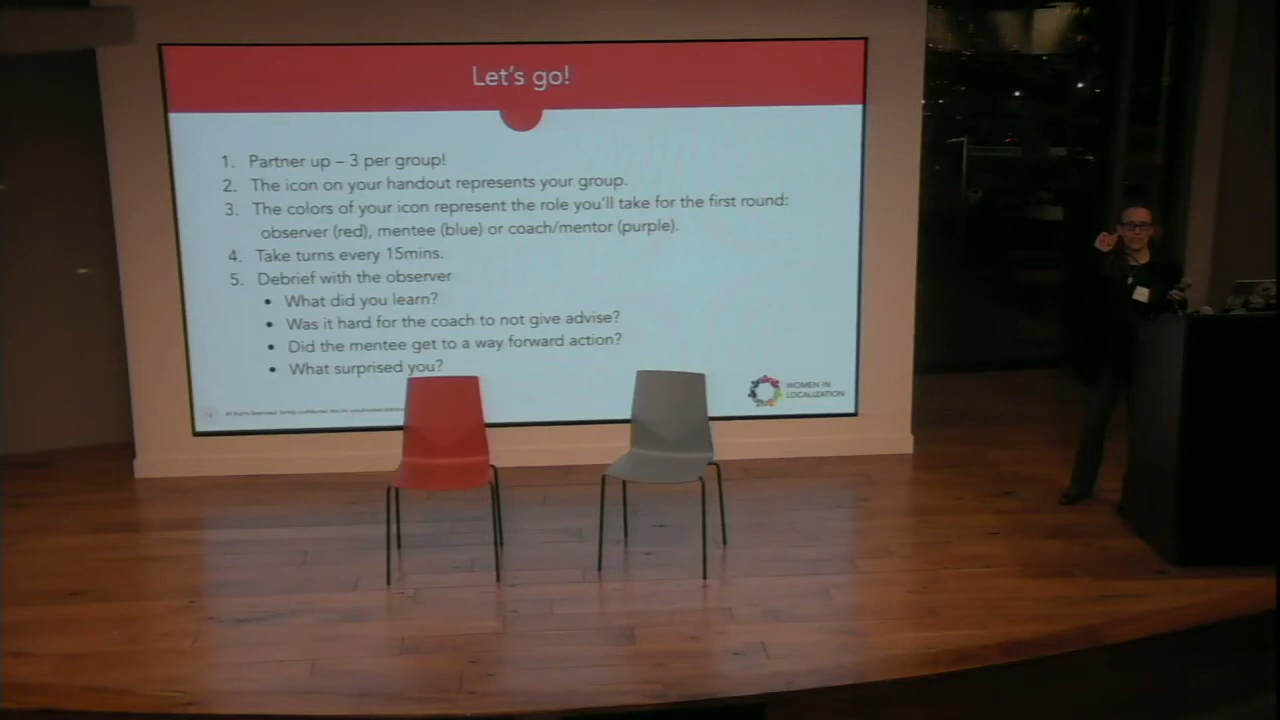 Let's go!
1. Partner up – 3 per group!
2. The icon on your handout represents your group.
3. The colors of your icon represent the role you'll take for the first round:
observer (red), mentee (blue) or coach/mentor (purple).
4. Take turns every 15mins.
5. Debrief with the observer
• What did you learn?
• Was it hard for the coach to not give advise?
• Did the mentee get to a way forward action?
• What surprised you?
WOMEN IN
LOCALIZATION
All Rights Reserved.